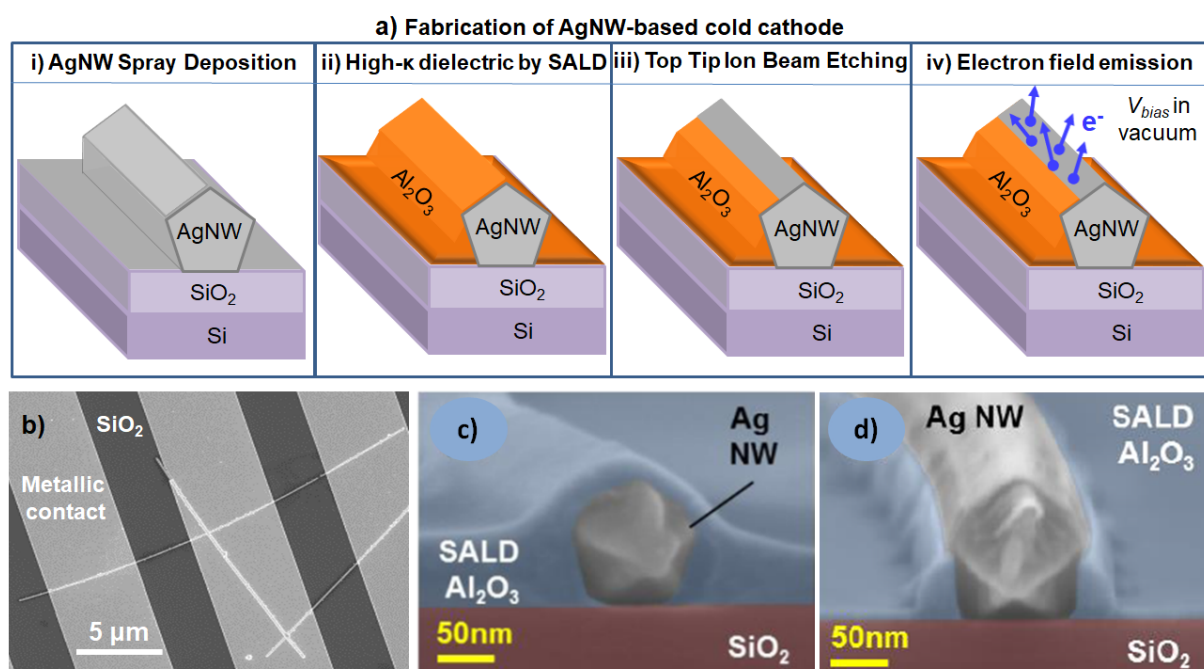 a) Fabrication of AgNW-based cold cathode
i) AgNW Spray Deposition
ii) High-κ dielectric by SALD
iii) Top Tip Ion Beam Etching
iv) Electron field emission
AgNW
SiO₂
Si
Al₂O₃
AgNW
SiO₂
Si
Al₂O₃
AgNW
SiO₂
Si
V_bias in
vacuum
e⁻
Al₂O₃
AgNW
SiO₂
Si
b)
SiO₂
Metallic
contact
5 µm
c)
Ag
NW
SALD
Al₂O₃
50nm
SiO₂
d)
Ag NW
SALD
Al₂O₃
50nm
SiO₂